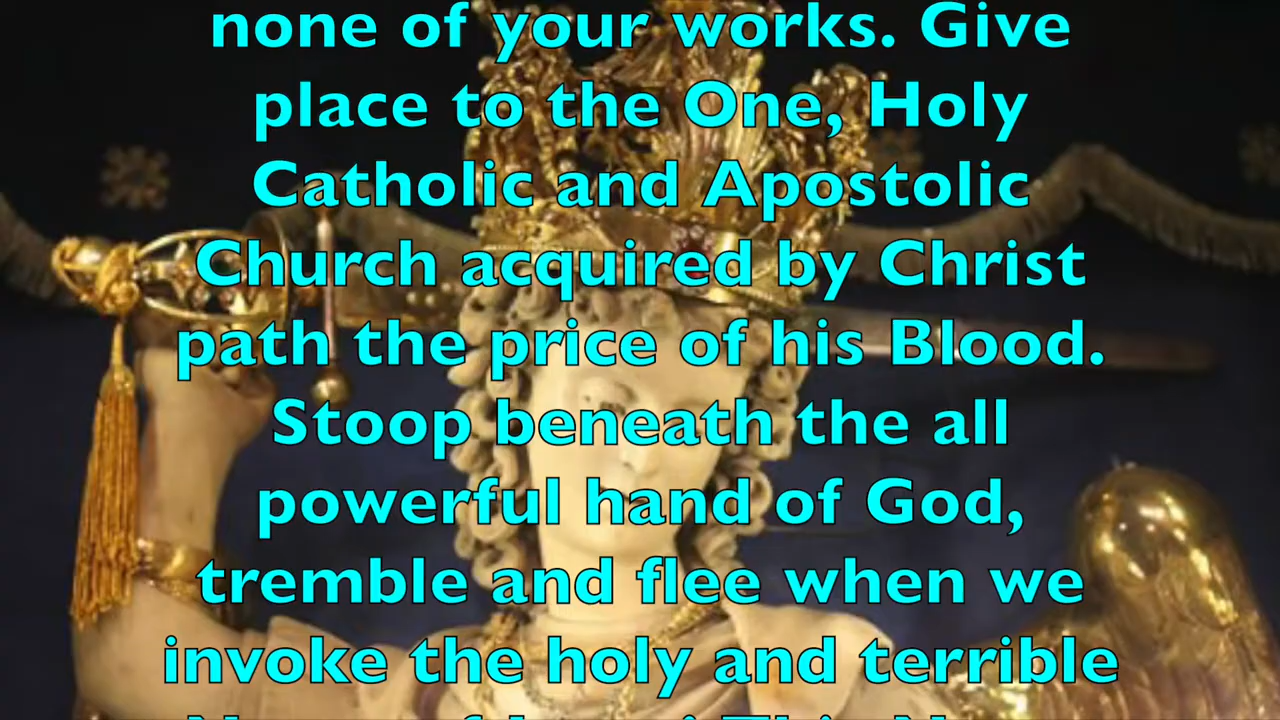 none of your works. Give
place to the One, Holy
Catholic and Apostolic
Church acquired by Christ
path the price of his Blood.
Stoop beneath the all
powerful hand of God,
tremble and flee when we
invoke the holy and terrible